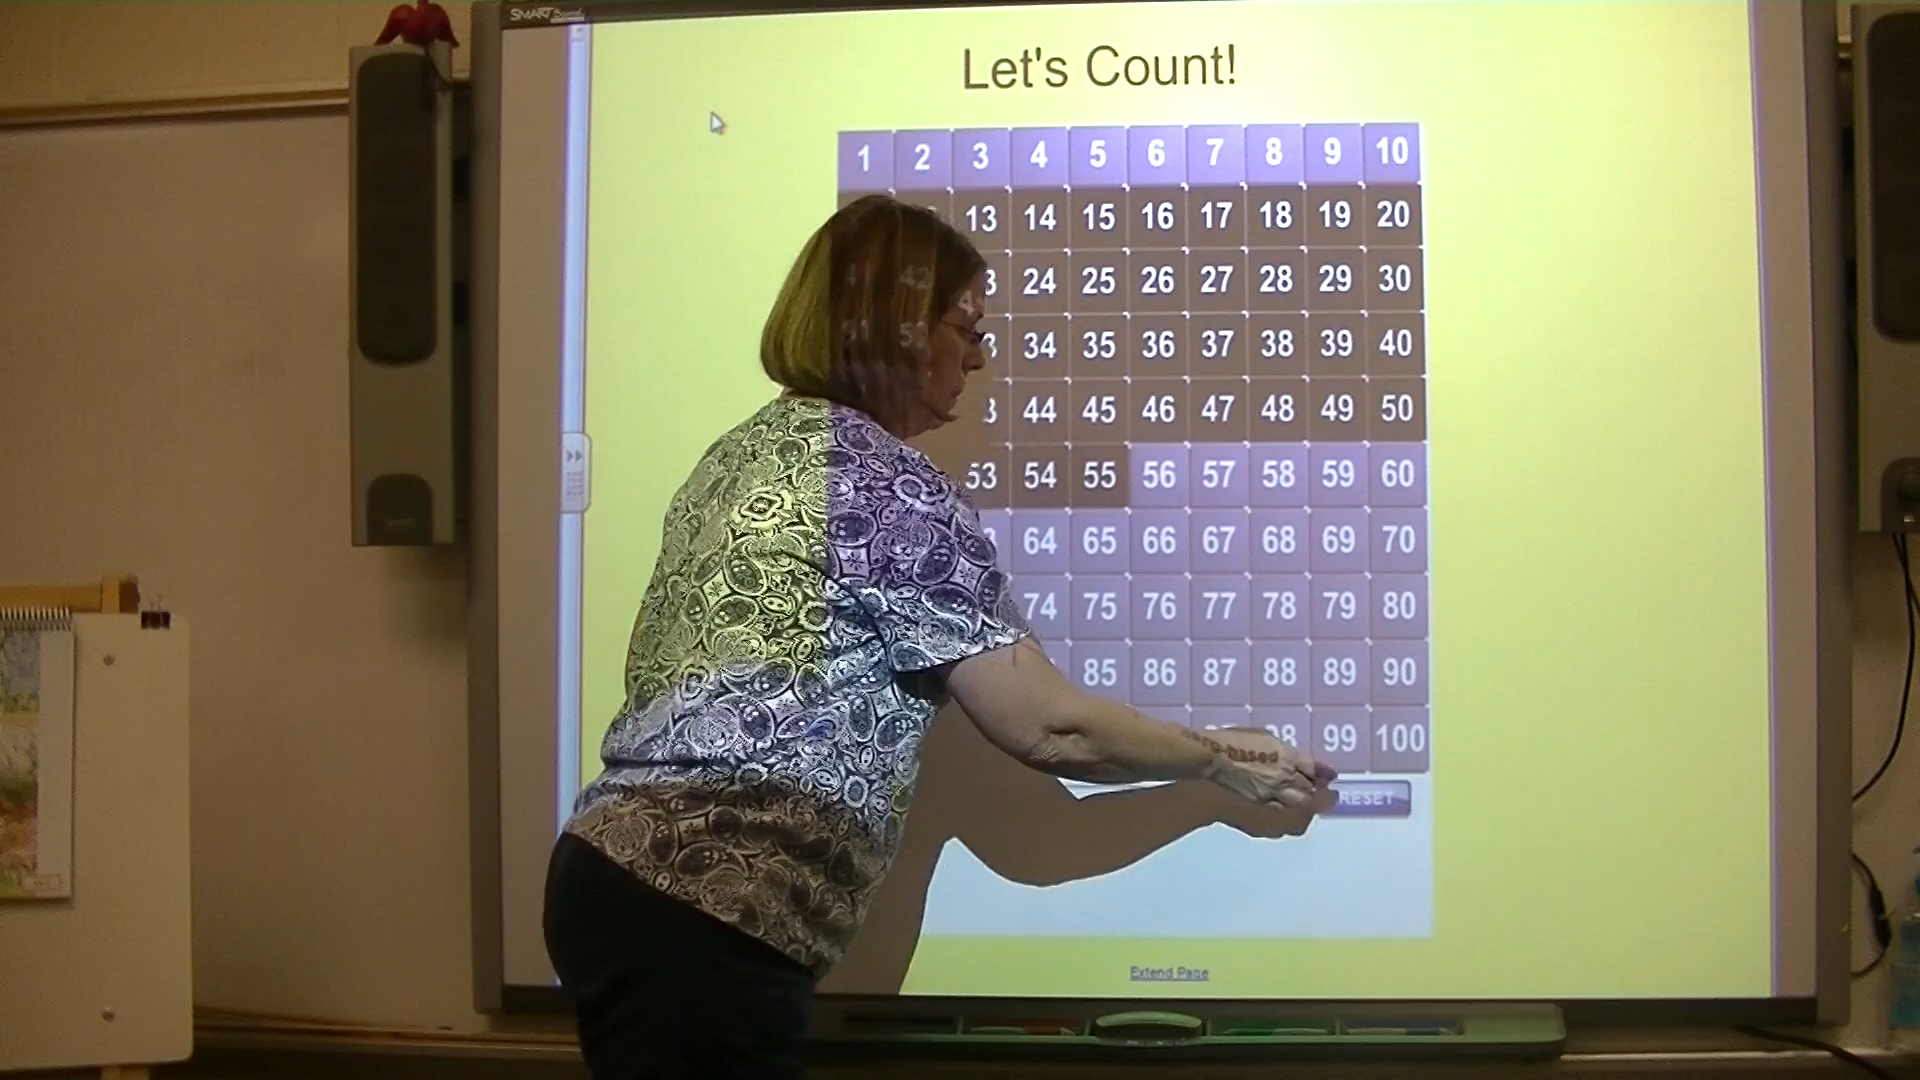 SMART Board
Let's Count!
1 2 3 4 5 6 7 8 9 10
13 14 15 16 17 18 19 20
24 25 26 27 28 29 30
34 35 36 37 38 39 40
44 45 46 47 48 49 50
53 54 55 56 57 58 59 60
64 65 66 67 68 69 70
74 75 76 77 78 79 80
85 86 87 88 89 90
99 100
RESET
Extend Page